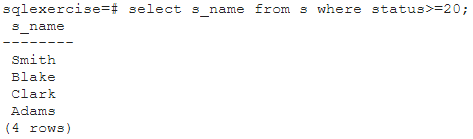 sqlexercise=# select s_name from s where status>=20;
s_name
--------
Smith
Blake
Clark
Adams
(4 rows)